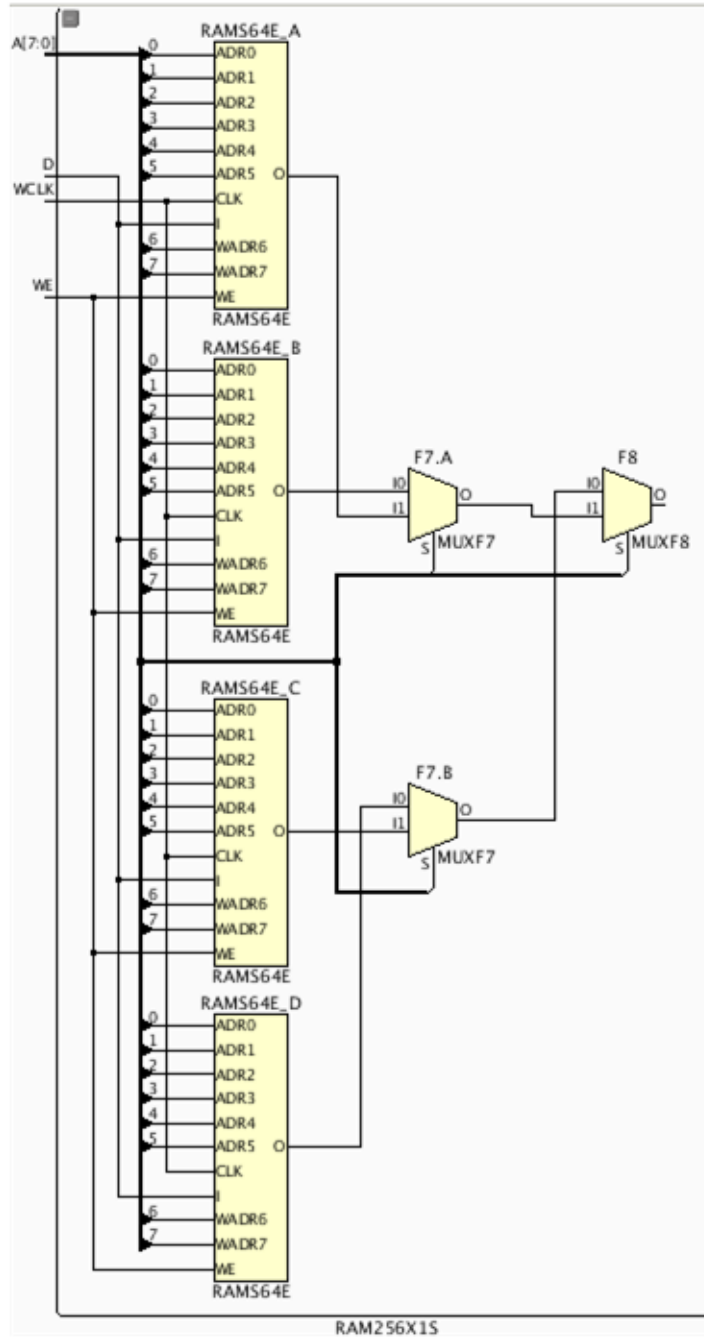 RAMS64E_A
A[7:0]
0 ADR0
1 ADR1
2 ADR2
3 ADR3
4 ADR4
D
5 ADR5 O
WCLK
CLK
I
6 WADR6
7 WADR7
WE
WE
RAMS64E
RAMS64E_B
0 ADR0
1 ADR1
2 ADR2
3 ADR3
4 ADR4
5 ADR5 O
CLK
I
6 WADR6
7 WADR7
WE
RAMS64E
F7.A
I0 O
I1
S MUXF7
F8
I0 O
I1
S MUXF8
RAMS64E_C
0 ADR0
1 ADR1
2 ADR2
3 ADR3
4 ADR4
5 ADR5 O
CLK
I
6 WADR6
7 WADR7
WE
RAMS64E
F7.B
I0 O
I1
S MUXF7
RAMS64E_D
0 ADR0
1 ADR1
2 ADR2
3 ADR3
4 ADR4
5 ADR5 O
CLK
I
6 WADR6
7 WADR7
WE
RAMS64E
RAM256X1S